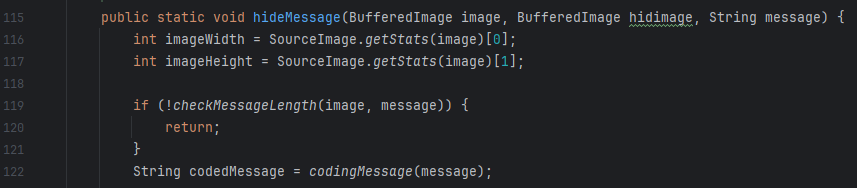 115 public static void hideMessage(BufferedImage image, BufferedImage hidimage, String message) {
116 int imageWidth = SourceImage.getStats(image)[0];
117 int imageHeight = SourceImage.getStats(image)[1];
118
119 if (!checkMessageLength(image, message)) {
120 return;
121 }
122 String codedMessage = codingMessage(message);